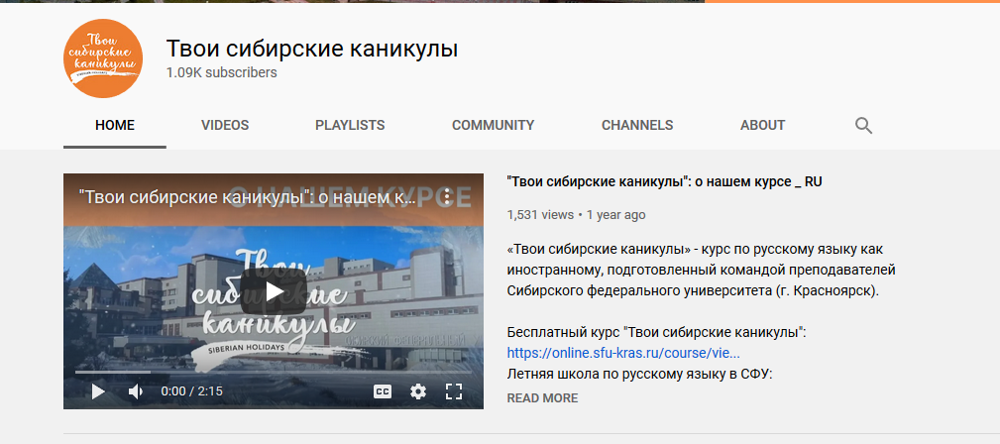 Твои
сибирские
каникулы
SIBERIAN HOLIDAYS
Твои сибирские каникулы
1.09K subscribers
HOME
VIDEOS
PLAYLISTS
COMMUNITY
CHANNELS
ABOUT
О НАШЕМ КУРСЕ
"Твои сибирские каникулы": о нашем к...
Твои
сибирские
каникулы
SIBERIAN HOLIDAYS
0:00 / 2:15
CC
"Твои сибирские каникулы": о нашем курсе _ RU
1,531 views • 1 year ago
«Твои сибирские каникулы» - курс по русскому языку как
иностранному, подготовленный командой преподавателей
Сибирского федерального университета (г. Красноярск).
Бесплатный курс "Твои сибирские каникулы":
https://online.sfu-kras.ru/course/vie...
Летняя школа по русскому языку в СФУ:
READ MORE